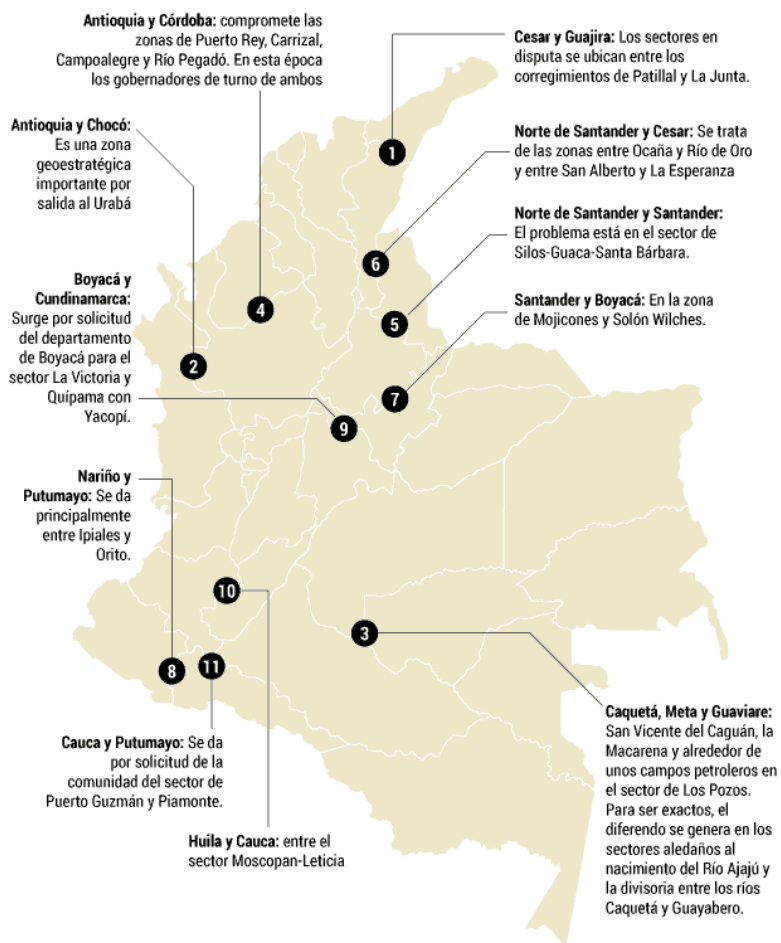 Antioquia y Córdoba: compromete las
zonas de Puerto Rey, Carrizal,
Campoalegre y Río Pegadó. En esta época
los gobernadores de turno de ambos
Cesar y Guajira: Los sectores en
disputa se ubican entre los
corregimientos de Patillal y La Junta.
Antioquia y Chocó:
Es una zona
geoestratégica
importante por
salida al Urabá
Norte de Santander y Cesar: Se trata
de las zonas entre Ocaña y Río de Oro
y entre San Alberto y La Esperanza
Norte de Santander y Santander:
El problema está en el sector de
Silos-Guaca-Santa Bárbara.
Boyacá y
Cundinamarca:
Surge por solicitud
del departamento
de Boyacá para el
sector La Victoria y
Quípama con
Yacopí.
Santander y Boyacá: En la zona
de Mojicones y Solón Wilches.
Nariño y
Putumayo: Se da
principalmente
entre Ipiales y
Orito.
1
6
4
5
2
7
9
10
3
8
11
Cauca y Putumayo: Se da
por solicitud de la
comunidad del sector de
Puerto Guzmán y Piamonte.
Huila y Cauca: entre el
sector Moscopan-Leticia
Caquetá, Meta y Guaviare:
San Vicente del Caguán, la
Macarena y alrededor de
unos campos petroleros en
el sector de Los Pozos.
Para ser exactos, el
diferendo se genera en los
sectores aledaños al
nacimiento del Río Ajajú y
la divisoria entre los ríos
Caquetá y Guayabero.